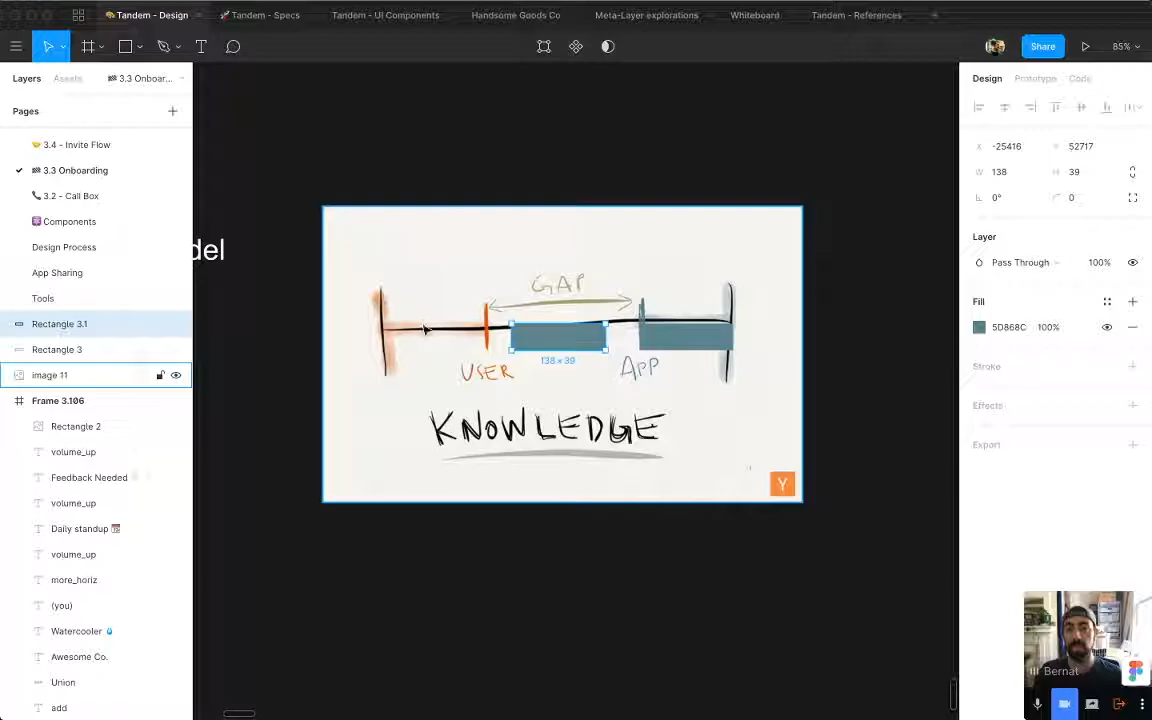 Tandem - Design
Tandem - Specs
Tandem - UI Components
Handsome Goods Co
Meta-Layer explorations
Whiteboard
Tandem - References
Share
85%
Layers
Assets
3.3 Onboar...
Design
Prototype
Code
Pages
3.4 - Invite Flow
3.3 Onboarding
3.2 - Call Box
Components
Design Process
App Sharing
Tools
Rectangle 3.1
Rectangle 3
image 11
Frame 3.106
Rectangle 2
volume_up
Feedback Needed
volume_up
Daily standup
volume_up
more_horiz
(you)
Watercooler
Awesome Co.
Union
add
del
GAP
138 × 39
USER
APP
KNOWLEDGE
Y
X -25416
Y 52717
W 138
H 39
0°
0
Layer
Pass Through
100%
Fill
5D868C 100%
Stroke
Effects
Export
Bernat